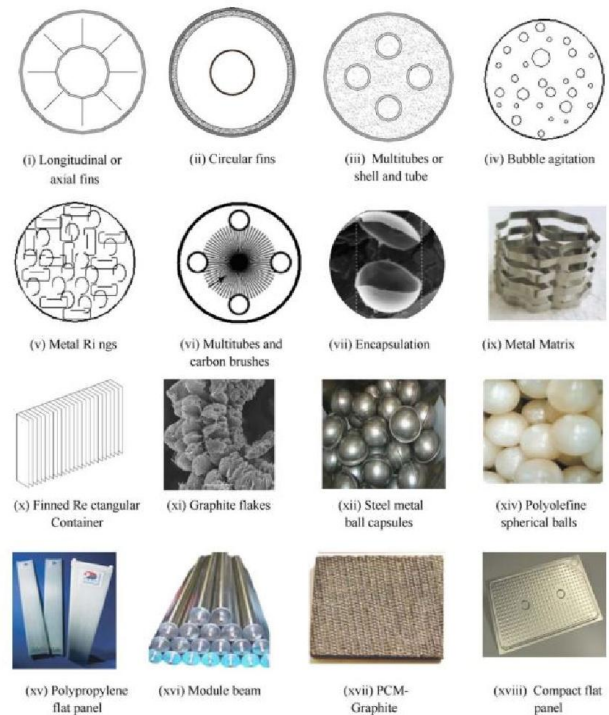 (i) Longitudinal or
axial fins
(ii) Circular fins
(iii) Multitubes or
shell and tube
(iv) Bubble agitation
(v) Metal Ri ngs
(vi) Multitubes and
carbon brushes
(vii) Encapsulation
(ix) Metal Matrix
(x) Finned Re ctangular
Container
(xi) Graphite flakes
(xii) Steel metal
ball capsules
(xiv) Polyolefine
spherical balls
(xv) Polypropylene
flat panel
(xvi) Module beam
(xvii) PCM-
Graphite
(xviii) Compact flat
panel